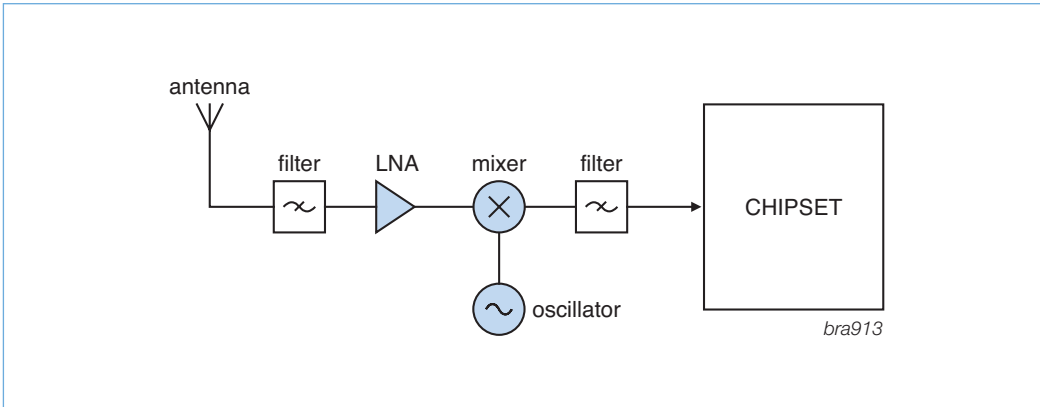 antenna
filter
LNA
mixer
filter
CHIPSET
oscillator
bra913